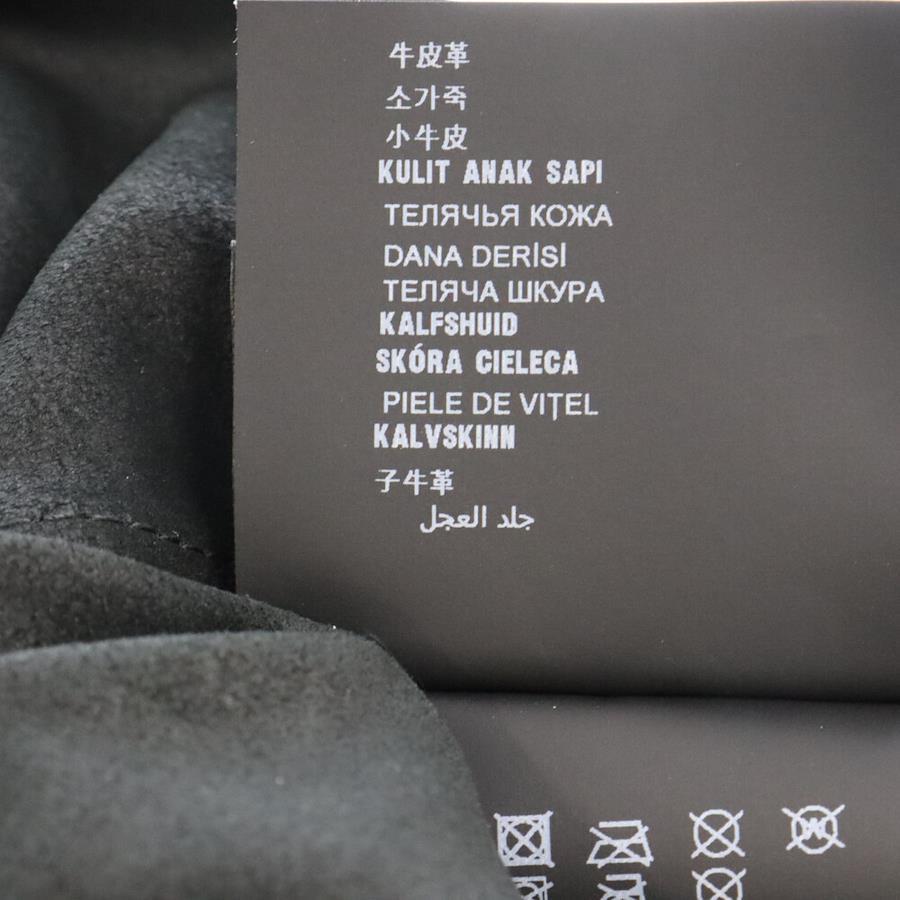 牛皮革
소가죽
小牛皮
KULIT ANAK SAPI
ТЕЛЯЧЬЯ КОЖА
DANA DERİSİ
ТЕЛЯЧА ШКУРА
KALFSHUID
SKÓRA CIELECA
PIELE DE VIȚEL
KALVSKINN
子牛革
جلد العجل